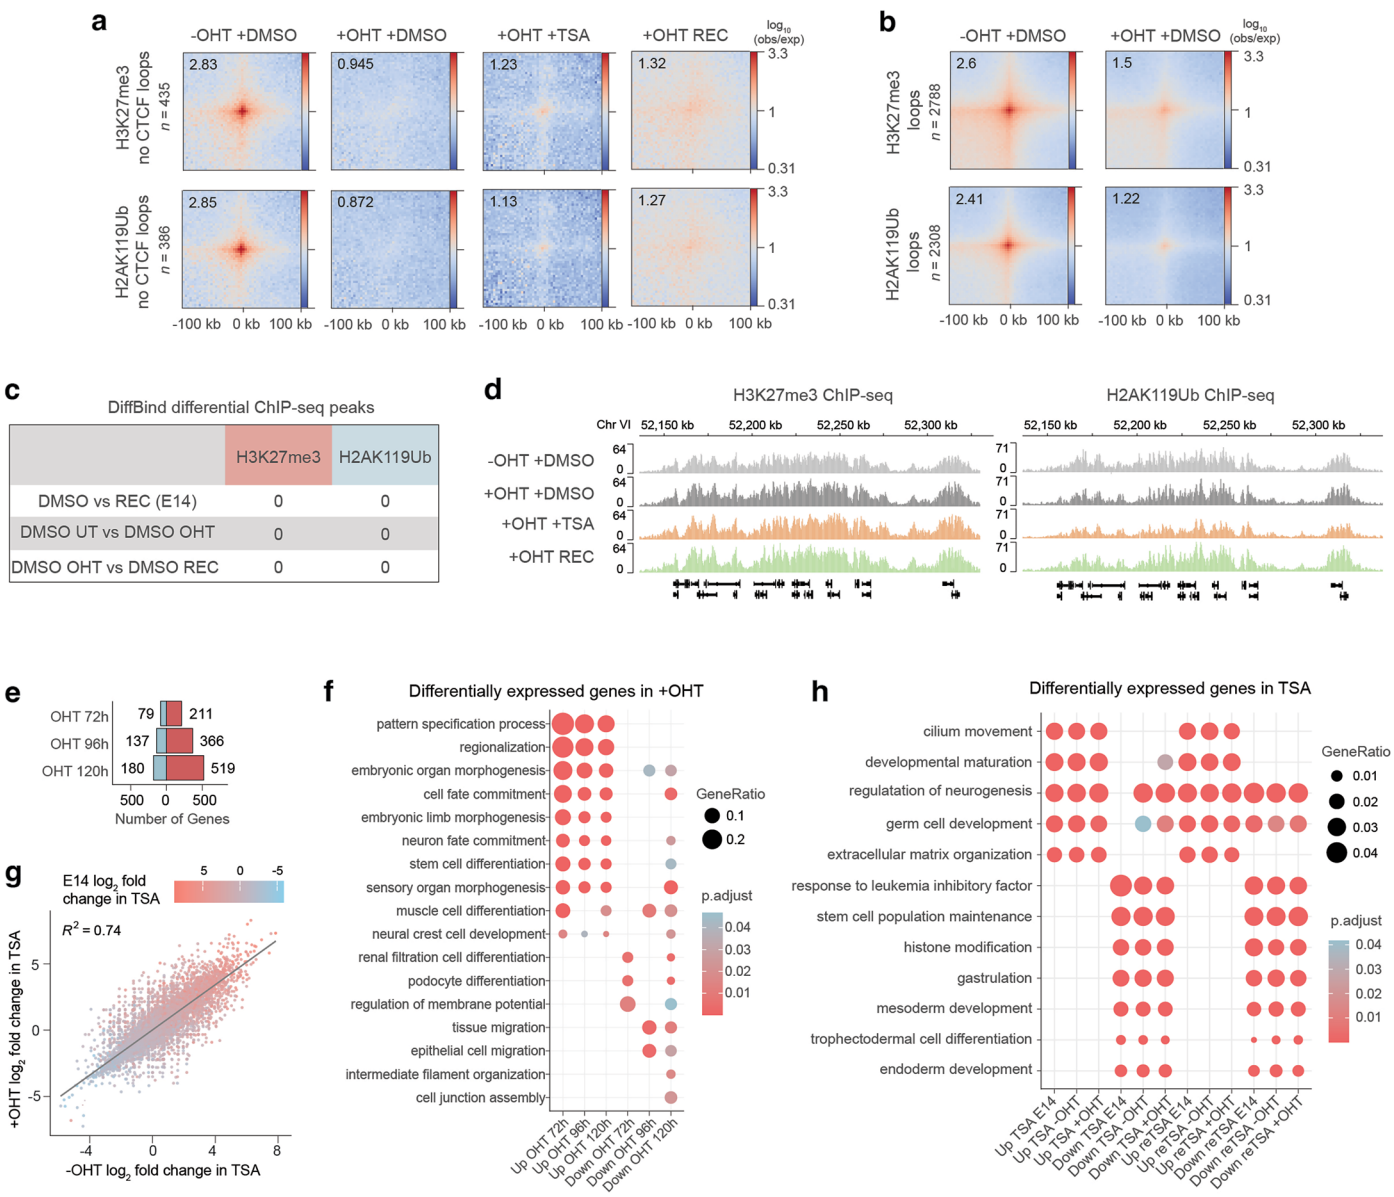 a
-OHT +DMSO
+OHT +DMSO
+OHT +TSA
+OHT REC
log10
(obs/exp)
H3K27me3
no CTCF loops
n = 435
2.83
0.945
1.23
1.32
3.3
1
0.31
H2AK119Ub
no CTCF loops
n = 386
2.85
0.872
1.13
1.27
3.3
1
0.31
-100 kb 0 kb 100 kb
-100 kb 0 kb 100 kb
-100 kb 0 kb 100 kb
-100 kb 0 kb 100 kb
b
-OHT +DMSO
+OHT +DMSO
log10
(obs/exp)
H3K27me3
loops
n = 2788
2.6
1.5
3.3
1
0.31
H2AK119Ub
loops
n = 2308
2.41
1.22
3.3
1
0.31
-100 kb 0 kb 100 kb
-100 kb 0 kb 100 kb
c
DiffBind differential ChIP-seq peaks
H3K27me3 H2AK119Ub
DMSO vs REC (E14) 0 0
DMSO UT vs DMSO OHT 0 0
DMSO OHT vs DMSO REC 0 0
d
H3K27me3 ChIP-seq
H2AK119Ub ChIP-seq
Chr VI 52,150 kb 52,200 kb 52,250 kb 52,300 kb
52,150 kb 52,200 kb 52,250 kb 52,300 kb
-OHT +DMSO
64
0
71
0
+OHT +DMSO
64
0
71
0
+OHT +TSA
64
0
71
0
+OHT REC
64
0
71
0
e
OHT 72h 79 211
OHT 96h 137 366
OHT 120h 180 519
500 0 500
Number of Genes
f
Differentially expressed genes in +OHT
pattern specification process
regionalization
embryonic organ morphogenesis
cell fate commitment
embryonic limb morphogenesis
neuron fate commitment
stem cell differentiation
sensory organ morphogenesis
muscle cell differentiation
neural crest cell development
renal filtration cell differentiation
podocyte differentiation
regulation of membrane potential
tissue migration
epithelial cell migration
intermediate filament organization
cell junction assembly
Up OHT 72h
Up OHT 96h
Up OHT 120h
Down OHT 72h
Down OHT 96h
Down OHT 120h
GeneRatio
0.1
0.2
p.adjust
0.04
0.03
0.02
0.01
g
E14 log2 fold
change in TSA
5 0 -5
R2 = 0.74
+OHT log2 fold change in TSA
5
0
-5
-4 0 4 8
-OHT log2 fold change in TSA
h
Differentially expressed genes in TSA
cilium movement
developmental maturation
regulatation of neurogenesis
germ cell development
extracellular matrix organization
response to leukemia inhibitory factor
stem cell population maintenance
histone modification
gastrulation
mesoderm development
trophectodermal cell differentiation
endoderm development
Up TSA E14
Up TSA -OHT
Up TSA +OHT
Down TSA E14
Down TSA -OHT
Down TSA +OHT
Up reTSA E14
Up reTSA -OHT
Up reTSA +OHT
Down reTSA E14
Down reTSA -OHT
Down reTSA +OHT
GeneRatio
0.01
0.02
0.03
0.04
p.adjust
0.04
0.03
0.02
0.01